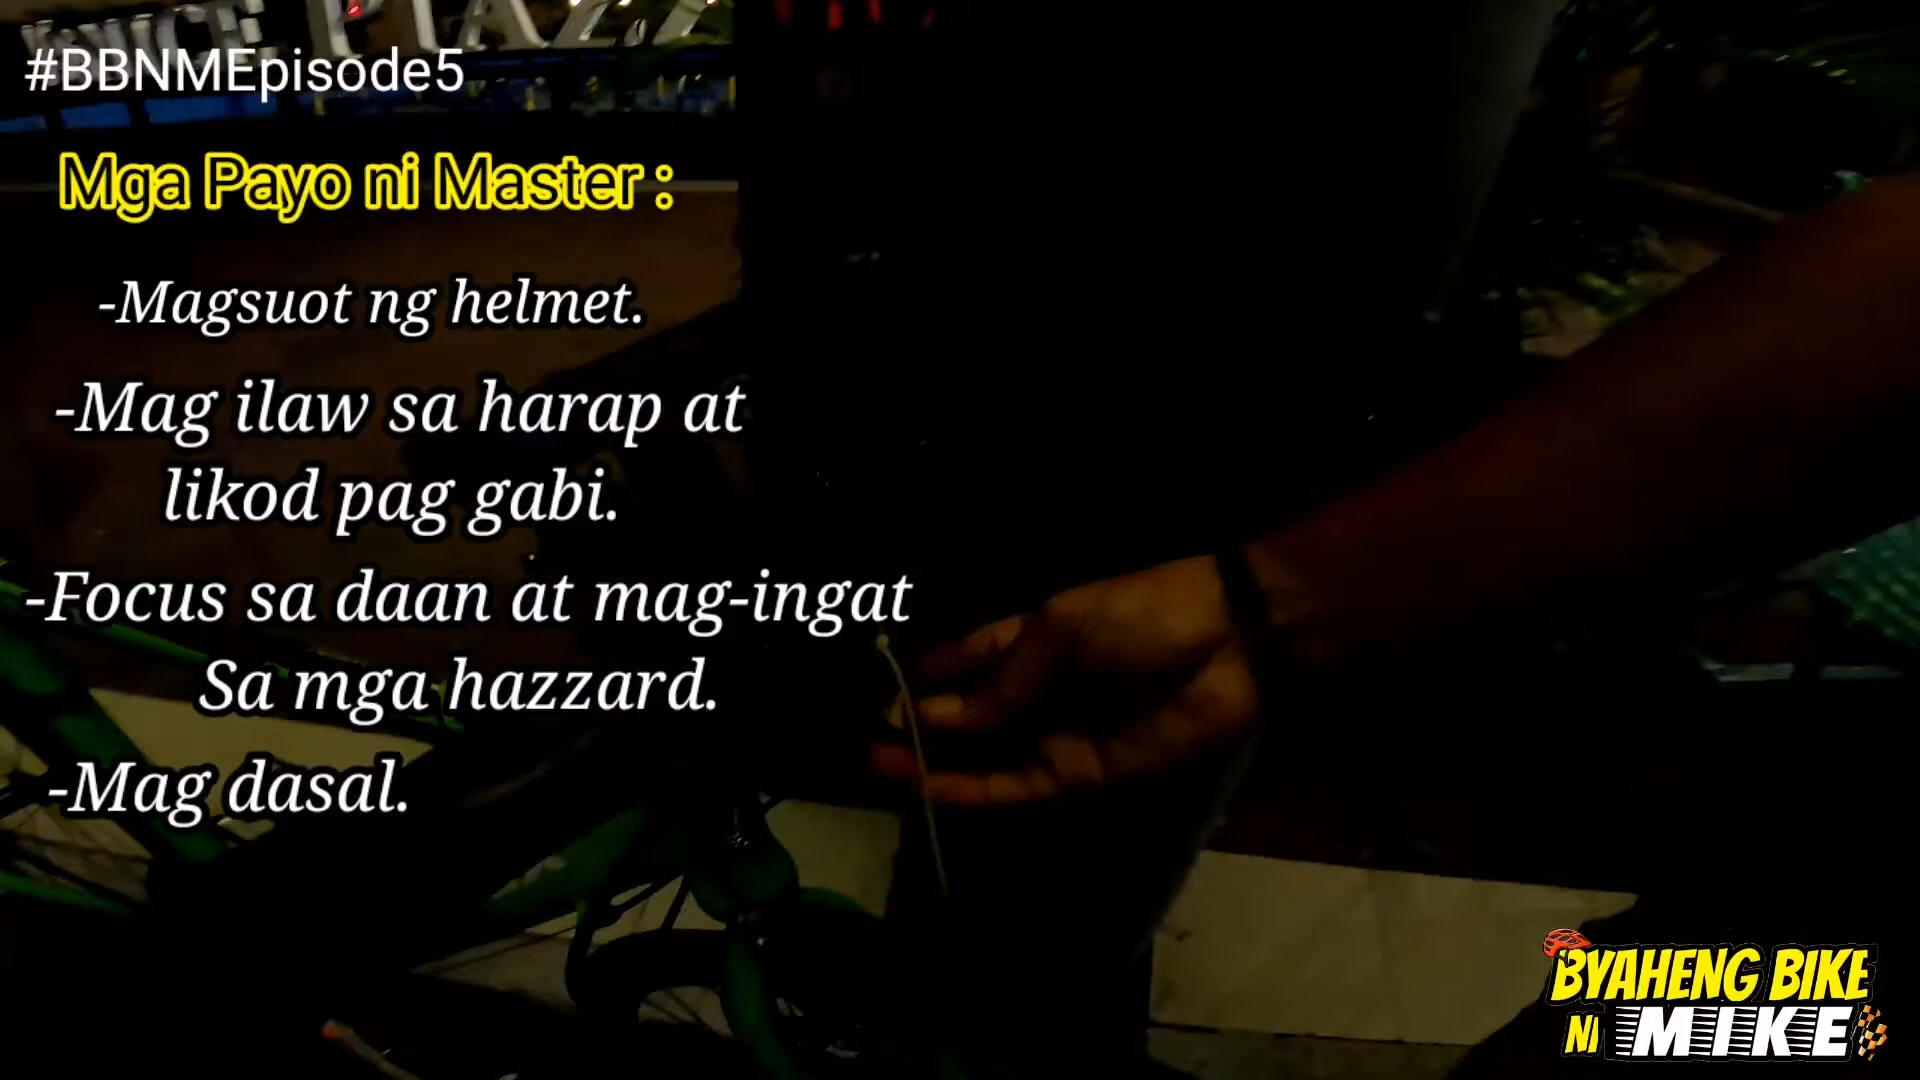 #BBNMEpisode5
Mga Payo ni Master :
-Magsuot ng helmet.
-Mag ilaw sa harap at
likod pag gabi.
-Focus sa daan at mag-ingat
Sa mga hazzard.
-Mag dasal.
BYAHENG BIKE
NI MIKE